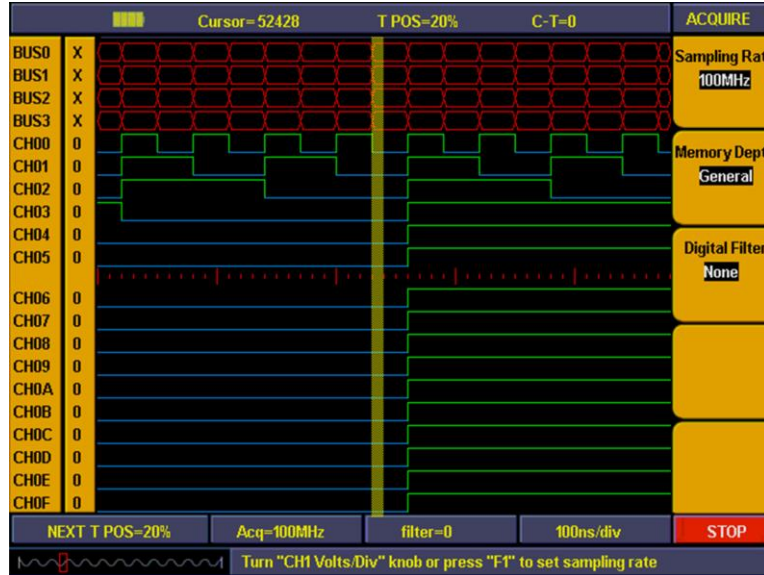 Cursor=52428 T POS=20% C-T=0 ACQUIRE
BUS0 X
BUS1 X
BUS2 X
BUS3 X
CH00 0
CH01 0
CH02 0
CH03 0
CH04 0
CH05 0
CH06 0
CH07 0
CH08 0
CH09 0
CH0A 0
CH0B 0
CH0C 0
CH0D 0
CH0E 0
CH0F 0
Sampling Rat
100MHz
Memory Dept
General
Digital Filter
None
NEXT T POS=20% Acq=100MHz filter=0 100ns/div STOP
Turn "CH1 Volts/Div" knob or press "F1" to set sampling rate